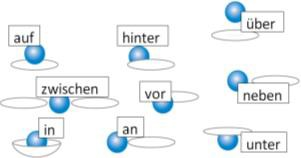 auf
hinter
über
zwischen
vor
neben
in
an
unter